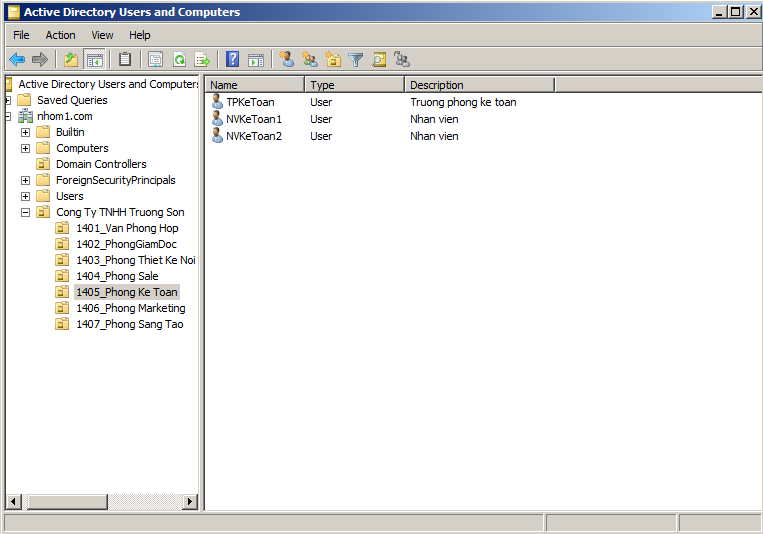 Active Directory Users and Computers
File Action View Help
Active Directory Users and Computers
Saved Queries
nhom1.com
Builtin
Computers
Domain Controllers
ForeignSecurityPrincipals
Users
Cong Ty TNHH Truong Son
1401_Van Phong Hop
1402_PhongGiamDoc
1403_Phong Thiet Ke Noi
1404_Phong Sale
1405_Phong Ke Toan
1406_Phong Marketing
1407_Phong Sang Tao
Name Type Description
TPKeToan User Truong phong ke toan
NVKeToan1 User Nhan vien
NVKeToan2 User Nhan vien